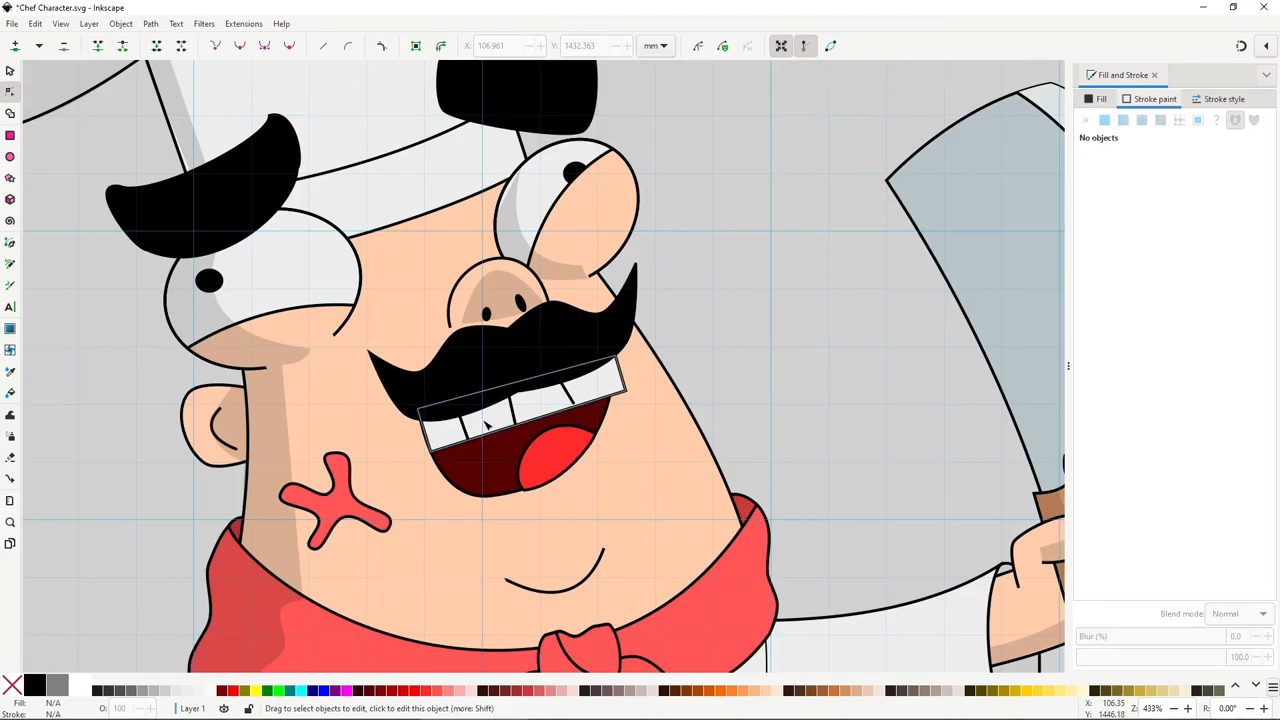 *Chef Character.svg - Inkscape
File Edit View Layer Object Path Text Filters Extensions Help
X: 106.961 Y: 1432.363 mm
Fill and Stroke
Fill Stroke paint Stroke style
No objects
Blend mode: Normal
Blur (%) 0.0
100.0
Fill: N/A
Stroke: N/A
O: 100
Layer 1
Drag to select objects to edit, click to edit this object (more: Shift)
X: 106.35
Y: 1446.18
Z: 433%
R: 0.00°